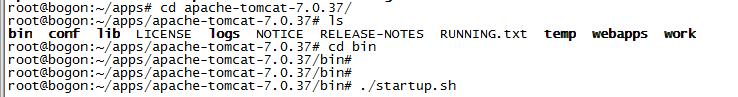 root@bogon:~/apps# cd apache-tomcat-7.0.37/
root@bogon:~/apps/apache-tomcat-7.0.37# ls
bin  conf  lib  LICENSE  logs  NOTICE  RELEASE-NOTES  RUNNING.txt  temp  webapps  work
root@bogon:~/apps/apache-tomcat-7.0.37# cd bin
root@bogon:~/apps/apache-tomcat-7.0.37/bin#
root@bogon:~/apps/apache-tomcat-7.0.37/bin#
root@bogon:~/apps/apache-tomcat-7.0.37/bin# ./startup.sh